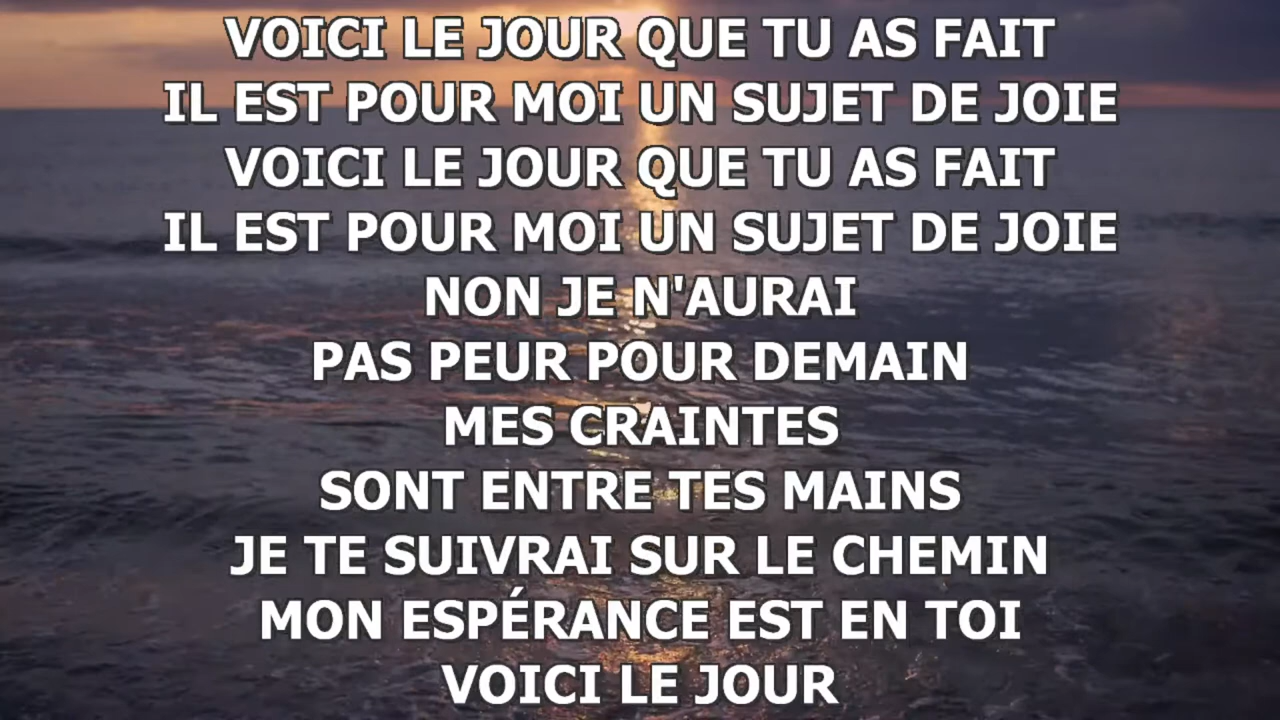 VOICI LE JOUR QUE TU AS FAIT
IL EST POUR MOI UN SUJET DE JOIE
VOICI LE JOUR QUE TU AS FAIT
IL EST POUR MOI UN SUJET DE JOIE
NON JE N'AURAI
PAS PEUR POUR DEMAIN
MES CRAINTES
SONT ENTRE TES MAINS
JE TE SUIVRAI SUR LE CHEMIN
MON ESPÉRANCE EST EN TOI
VOICI LE JOUR